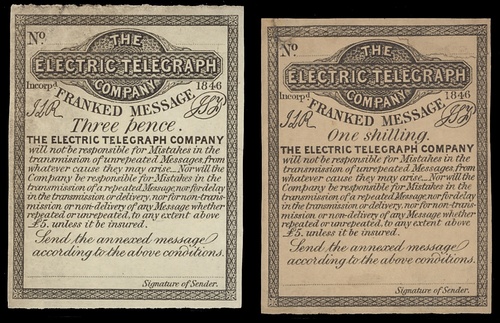 No.
THE
ELECTRIC TELEGRAPH
COMPANY
Incorpd. 1846
FRANKED MESSAGE
Three pence.
THE ELECTRIC TELEGRAPH COMPANY
will not be responsible for Mistakes in the
transmission of unrepeated Messages, from
whatever cause they may arise... Nor will the
Company be responsible for Mistakes in the
transmission of a repeated Message, nor for delay
in the transmission or delivery, nor for non-trans-
mission or non-delivery of any Message whether
repeated or unrepeated, to any extent above
£5. unless it be insured.
Send the annexed message
according to the above conditions.
Signature of Sender.
No.
THE
ELECTRIC TELEGRAPH
COMPANY
Incorpd. 1846
FRANKED MESSAGE
One shilling.
THE ELECTRIC TELEGRAPH COMPANY
will not be responsible for Mistakes in the
transmission of unrepeated Messages, from
whatever cause they may arise... Nor will the
Company be responsible for Mistakes in the
transmission of a repeated Message, nor for delay
in the transmission or delivery, nor for non-trans-
mission or non-delivery of any Message whether
repeated or unrepeated, to any extent above
£5. unless it be insured.
Send the annexed message
according to the above conditions.
Signature of Sender.